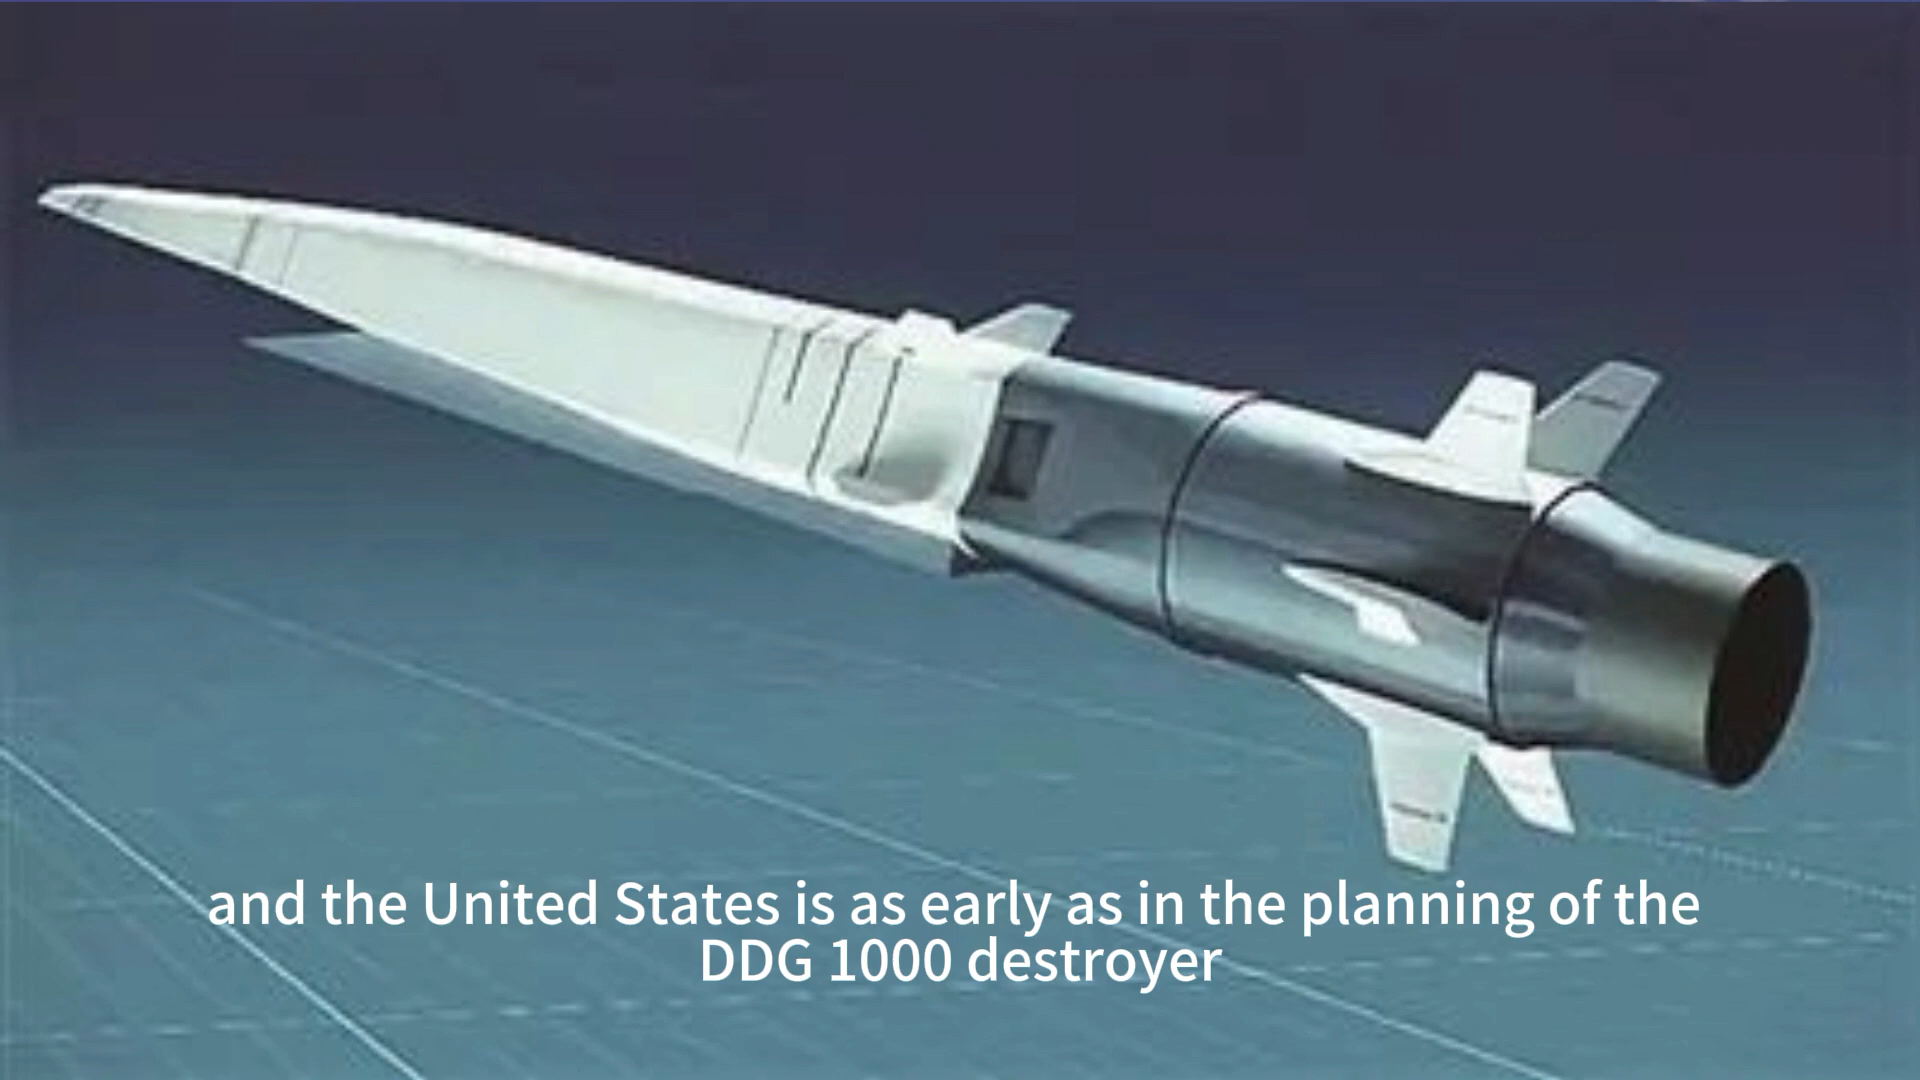 and the United States is as early as in the planning of the
DDG 1000 destroyer